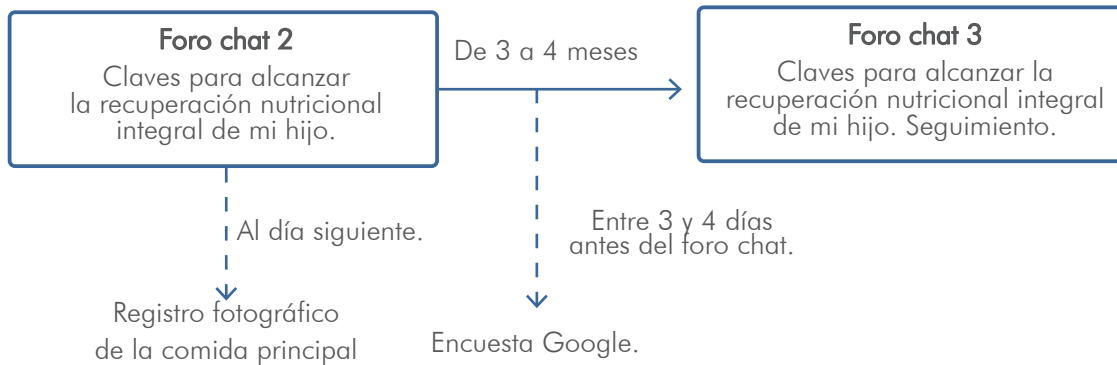 Foro chat 2
Claves para alcanzar
la recuperación nutricional
integral de mi hijo.
De 3 a 4 meses
Foro chat 3
Claves para alcanzar la
recuperación nutricional integral
de mi hijo. Seguimiento.
Al día siguiente.
Entre 3 y 4 días
antes del foro chat.
Registro fotográfico
de la comida principal
Encuesta Google.